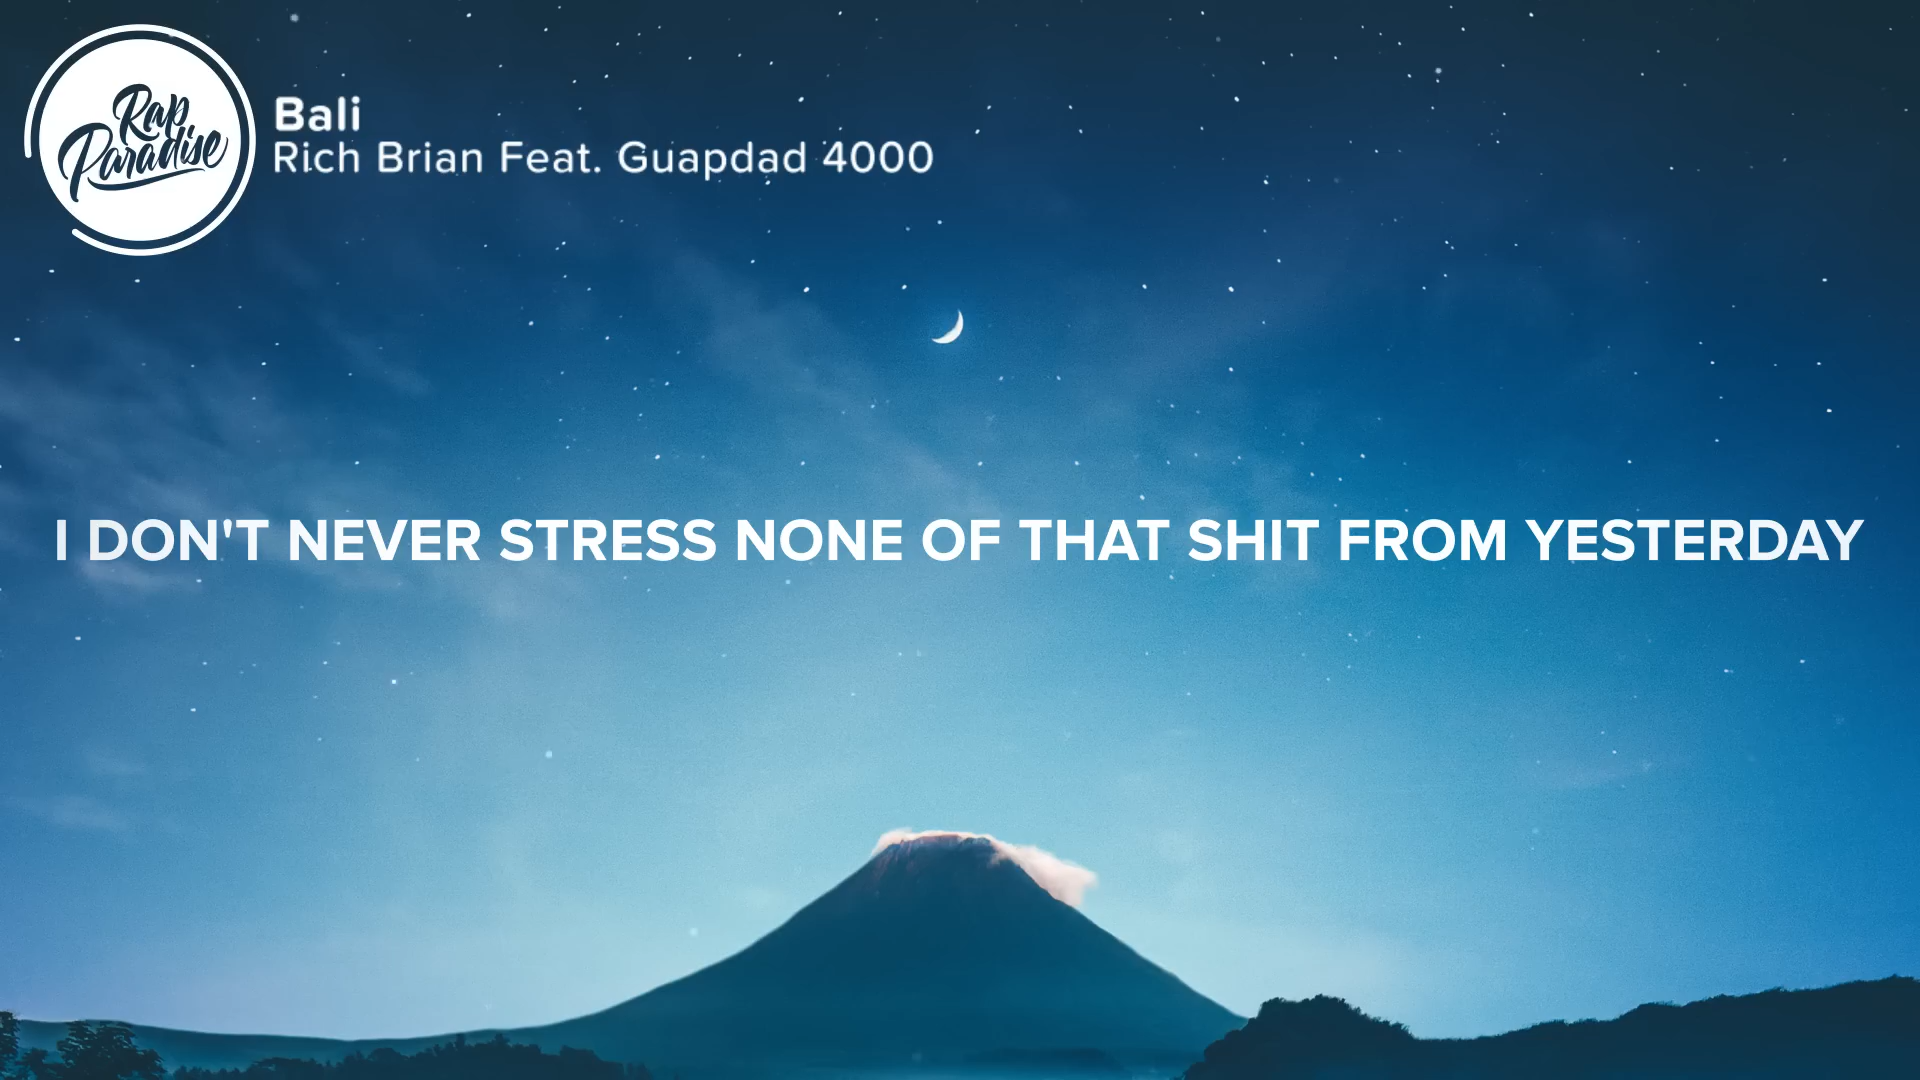 Rap
Paradise
Bali
Rich Brian Feat. Guapdad 4000
I DON'T NEVER STRESS NONE OF THAT SHIT FROM YESTERDAY